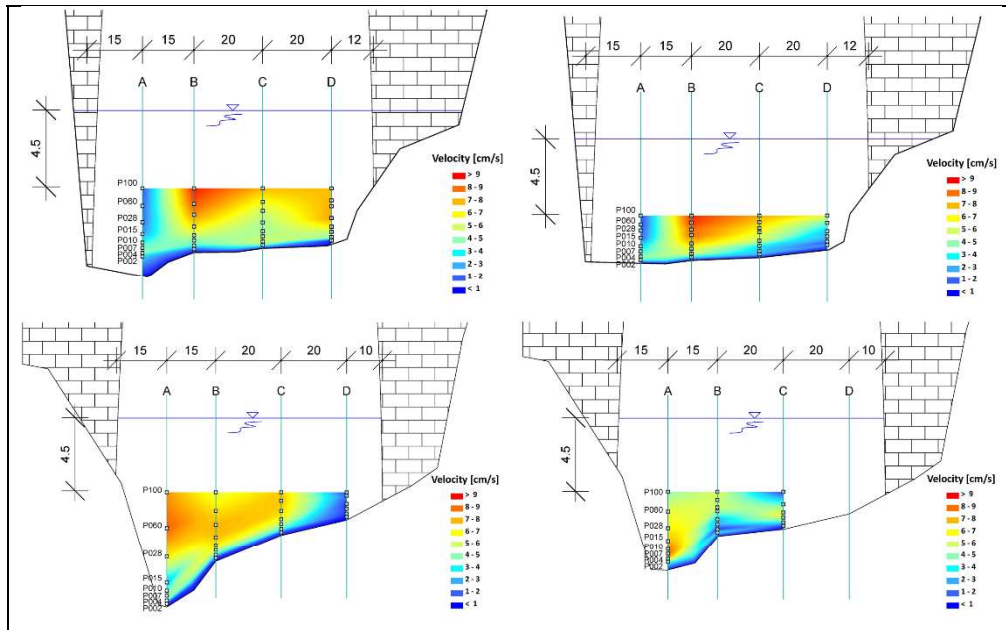 15 15 20 20 12
A B C D
4.5
P100
P060
P028
P015
P010
P007
P004
P002
Velocity [cm/s]
> 9
8 - 9
7 - 8
6 - 7
5 - 6
4 - 5
3 - 4
2 - 3
1 - 2
< 1
15 15 20 20 12
A B C D
4.5
P100
P060
P028
P015
P010
P007
P004
P002
Velocity [cm/s]
> 9
8 - 9
7 - 8
6 - 7
5 - 6
4 - 5
3 - 4
2 - 3
1 - 2
< 1
15 15 20 20 10
A B C D
4.5
P100
P060
P028
P015
P010
P007
P004
P002
Velocity [cm/s]
> 9
8 - 9
7 - 8
6 - 7
5 - 6
4 - 5
3 - 4
2 - 3
1 - 2
< 1
15 15 20 20 10
A B C D
4.5
P100
P060
P028
P015
P010
P007
P004
P002
Velocity [cm/s]
> 9
8 - 9
7 - 8
6 - 7
5 - 6
4 - 5
3 - 4
2 - 3
1 - 2
< 1